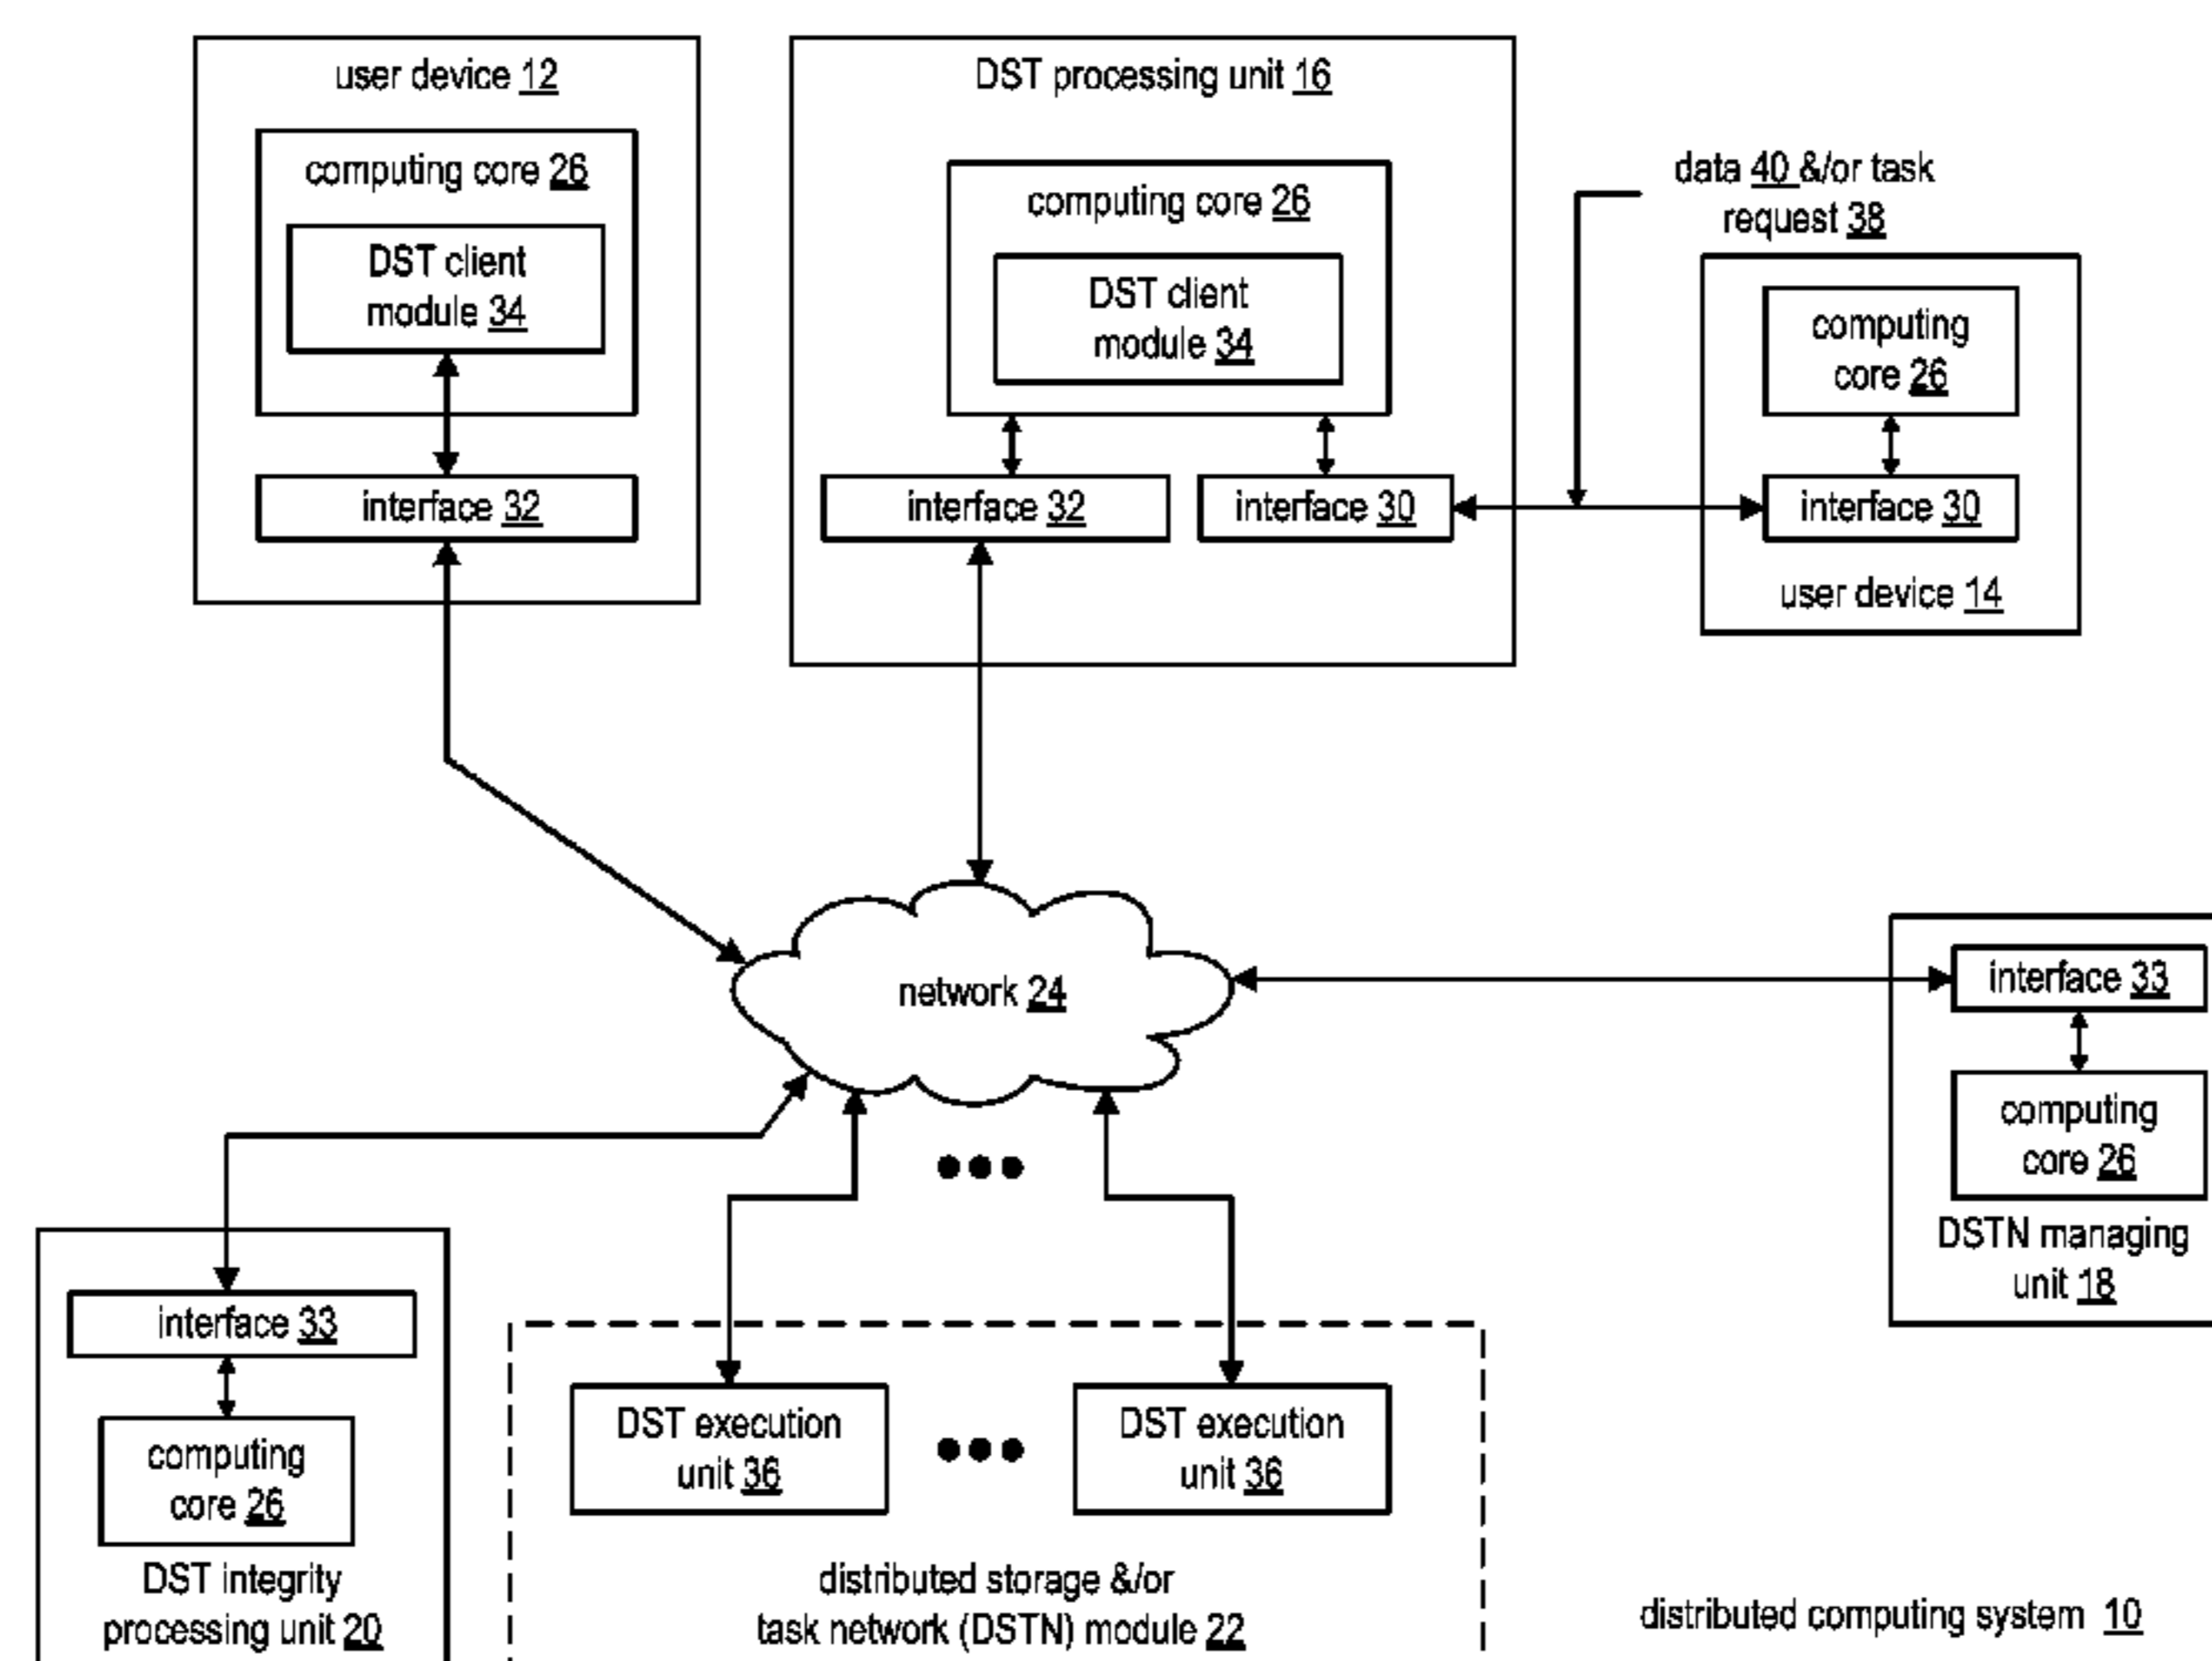 user device 12
computing core 26
DST client
module 34
interface 32
DST processing unit 16
computing core 26
DST client
module 34
interface 32
interface 30
data 40 &/or task
request 38
computing
core 26
interface 30
user device 14
network 24
interface 33
computing
core 26
DSTN managing
unit 18
interface 33
computing
core 26
DST integrity
processing unit 20
DST execution
unit 36
DST execution
unit 36
distributed storage &/or
task network (DSTN) module 22
distributed computing system 10